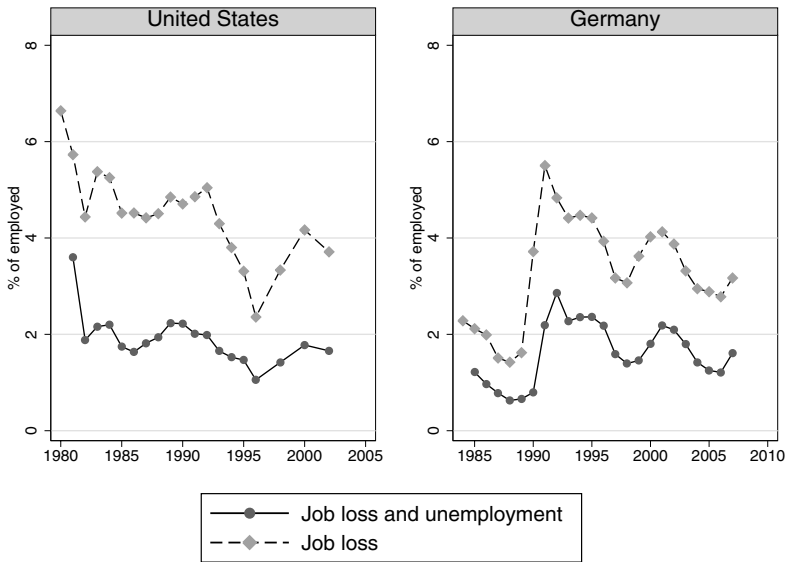 United States
Germany
% of employed
8
6
4
2
0
1980 1985 1990 1995 2000 2005
% of employed
8
6
4
2
0
1985 1990 1995 2000 2005 2010
Job loss and unemployment
Job loss